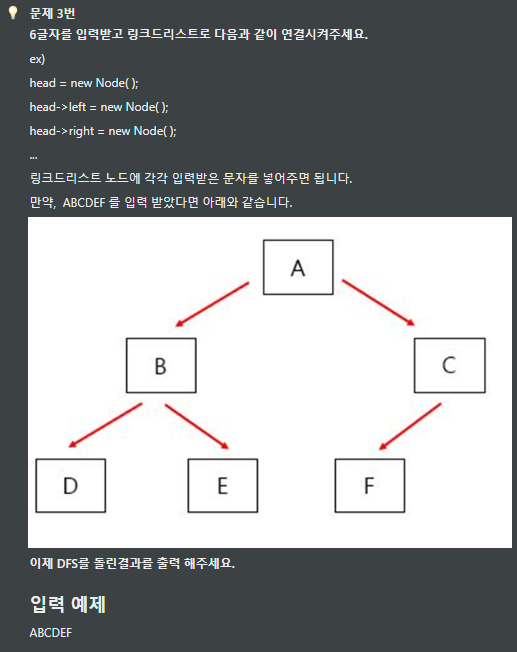 문제 3번
6글자를 입력받고 링크드리스트로 다음과 같이 연결시켜주세요.
ex)
head = new Node( );
head->left = new Node( );
head->right = new Node( );
...
링크드리스트 노드에 각각 입력받은 문자를 넣어주면 됩니다.
만약, ABCDEF 를 입력 받았다면 아래와 같습니다.
A
B
C
D
E
F
이제 DFS를 돌린결과를 출력 해주세요.
입력 예제
ABCDEF